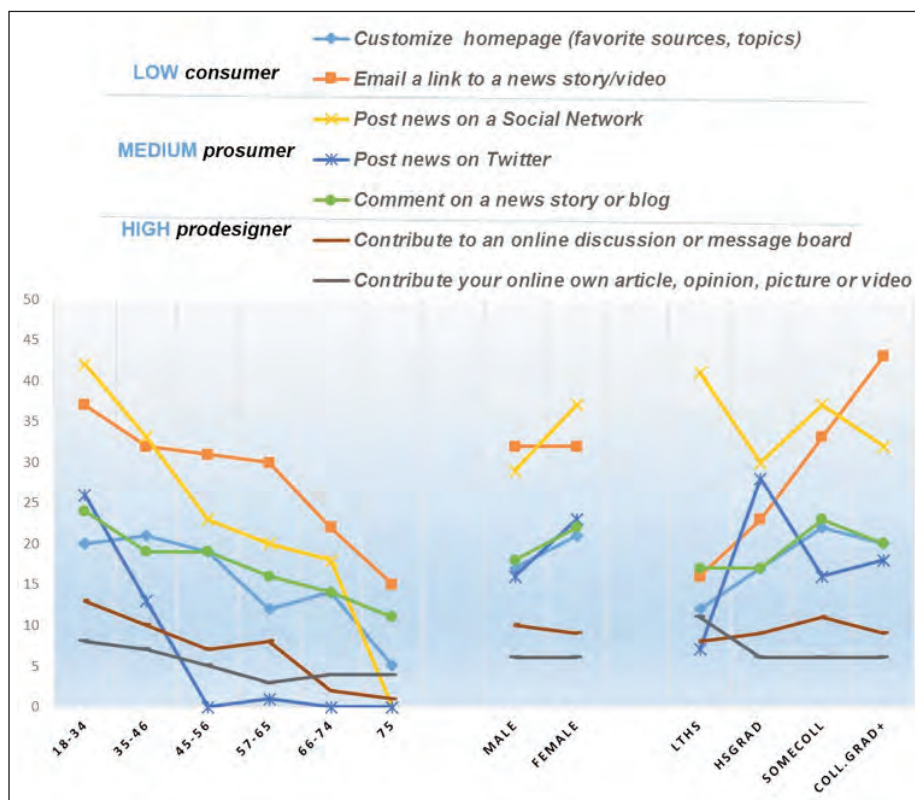 Customize homepage (favorite sources, topics)
LOW consumer
Email a link to a news story/video
Post news on a Social Network
MEDIUM prosumer
Post news on Twitter
Comment on a news story or blog
HIGH prodesigner
Contribute to an online discussion or message board
Contribute your online own article, opinion, picture or video
50
45
40
35
30
25
20
15
10
5
0
18-34
35-46
45-56
57-65
66-74
75
MALE
FEMALE
LTHS
HSGRAD
SOMECOLL
COLL.GRAD+